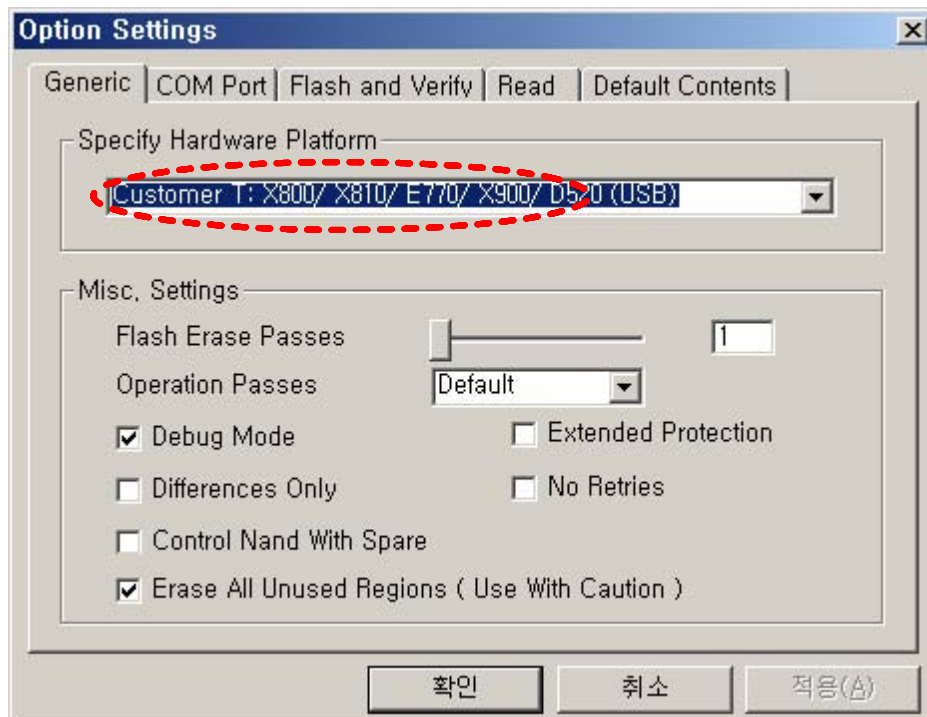 Option Settings
Generic COM Port Flash and Verify Read Default Contents
Specify Hardware Platform
Customer T: X800/ X810/ E770/ X900/ D520 (USB)
Misc. Settings
Flash Erase Passes 1
Operation Passes Default
Debug Mode Extended Protection
Differences Only No Retries
Control Nand With Spare
Erase All Unused Regions ( Use With Caution )
확인 취소 적용(A)